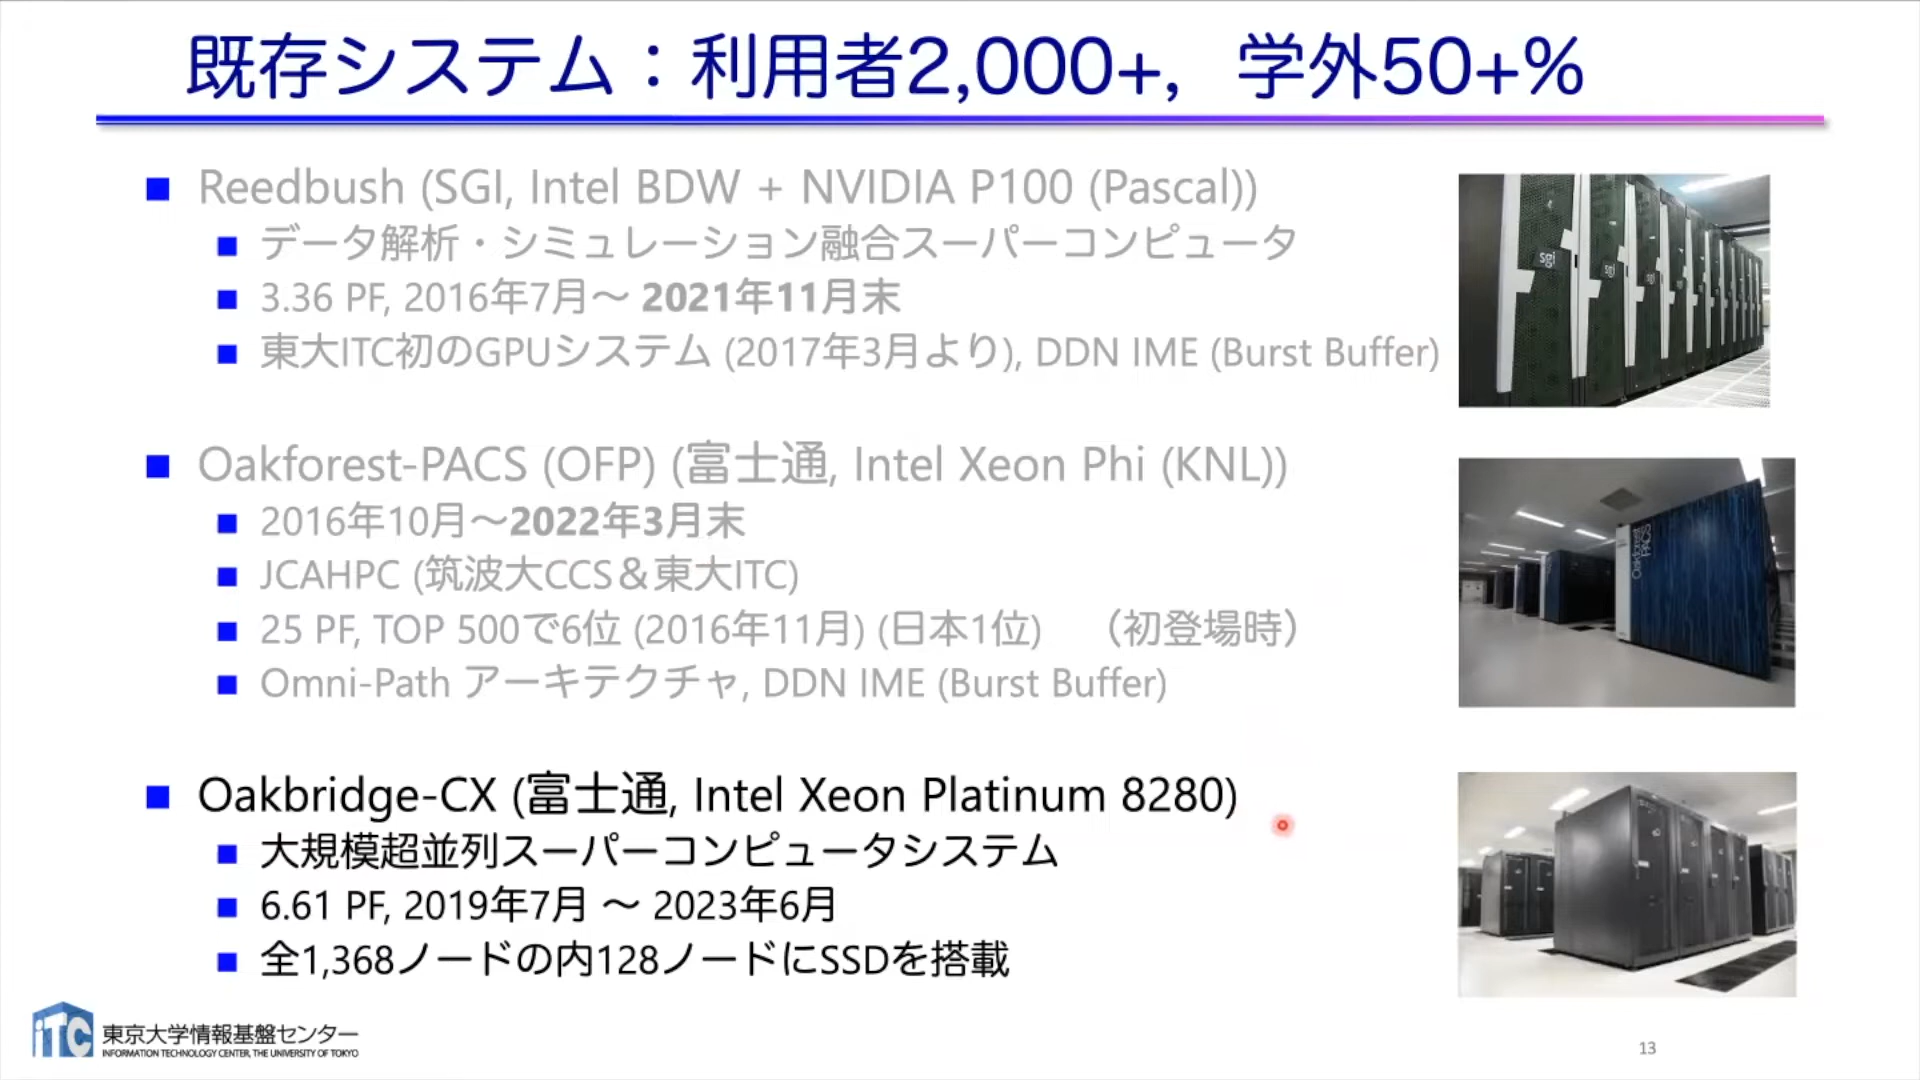 既存システム：利用者2,000+, 学外50+%
Reedbush (SGI, Intel BDW + NVIDIA P100 (Pascal))
データ解析・シミュレーション融合スーパーコンピュータ
3.36 PF, 2016年7月～ 2021年11月末
東大ITC初のGPUシステム (2017年3月より), DDN IME (Burst Buffer)
sgi
sgi
Oakforest-PACS (OFP) (富士通, Intel Xeon Phi (KNL))
2016年10月～2022年3月末
JCAHPC (筑波大CCS＆東大ITC)
25 PF, TOP 500で6位 (2016年11月) (日本1位) （初登場時）
Omni-Path アーキテクチャ, DDN IME (Burst Buffer)
Oakforest
PACS
Oakbridge-CX (富士通, Intel Xeon Platinum 8280)
大規模超並列スーパーコンピュータシステム
6.61 PF, 2019年7月 ～ 2023年6月
全1,368ノードの内128ノードにSSDを搭載
iTC
東京大学情報基盤センター
INFORMATION TECHNOLOGY CENTER, THE UNIVERSITY OF TOKYO
13